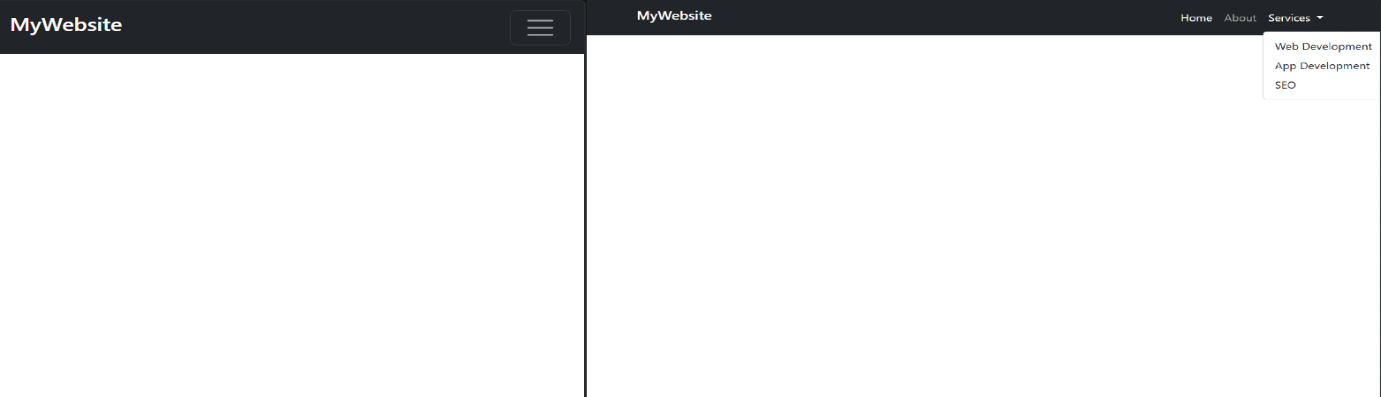 MyWebsite
MyWebsite
Home About Services
Web Development
App Development
SEO